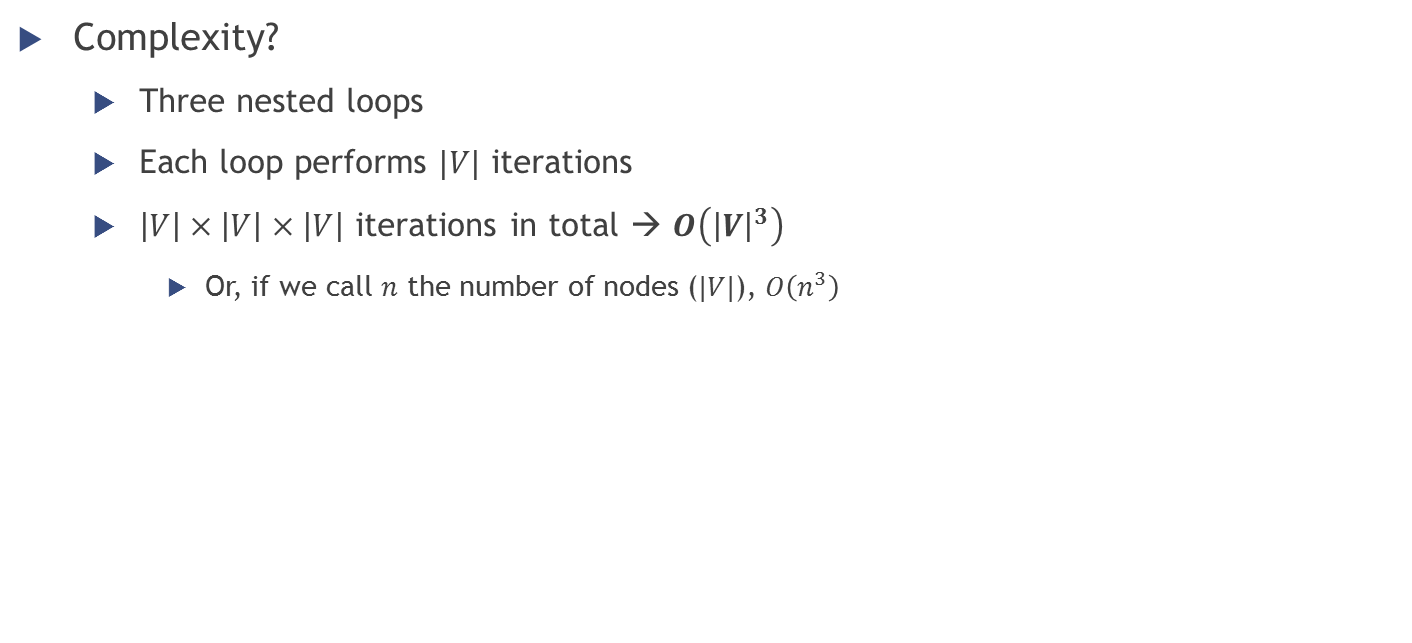 Complexity?
Three nested loops
Each loop performs |V| iterations
|V| × |V| × |V| iterations in total → O(|V|³)
Or, if we call n the number of nodes (|V|), O(n³)